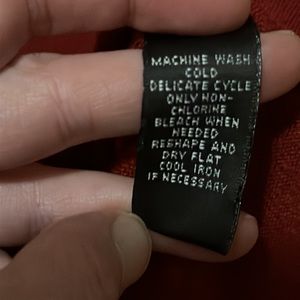 MACHINE WASH
COLD
DELICATE CYCLE
ONLY NON-
CHLORINE
BLEACH WHEN
NEEDED
RESHAPE AND
DRY FLAT
COOL IRON
IF NECESSARY